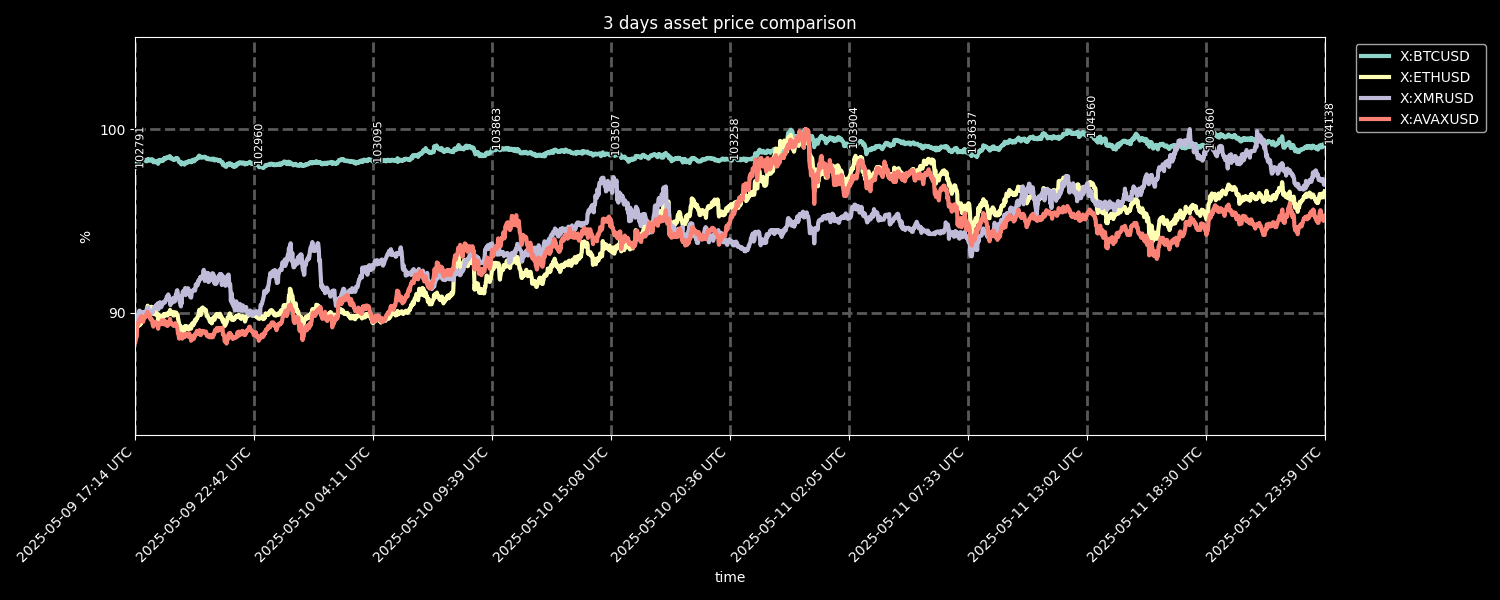 3 days asset price comparison
X:BTCUSD
X:ETHUSD
X:XMRUSD
X:AVAXUSD
100
90
%
102791
102960
103095
103863
103507
103258
103904
103637
104560
103860
104138
2025-05-09 17:14 UTC
2025-05-09 22:42 UTC
2025-05-10 04:11 UTC
2025-05-10 09:39 UTC
2025-05-10 15:08 UTC
2025-05-10 20:36 UTC
2025-05-11 02:05 UTC
2025-05-11 07:33 UTC
2025-05-11 13:02 UTC
2025-05-11 18:30 UTC
2025-05-11 23:59 UTC
time